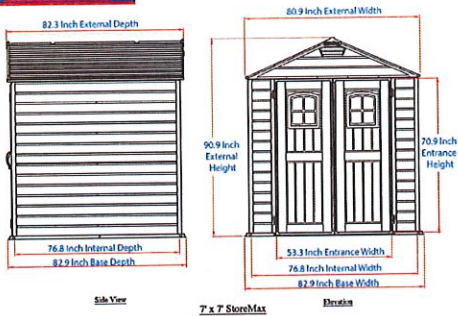 82.3 Inch External Depth
80.9 Inch External Width
90.9 Inch
External
Height
70.9 Inch
Entrance
Height
76.8 Inch Internal Depth
82.9 Inch Base Depth
53.3 Inch Entrance Width
76.8 Inch Internal Width
82.9 Inch Base Width
Side View
7' x 7' StoreMax
Elevation